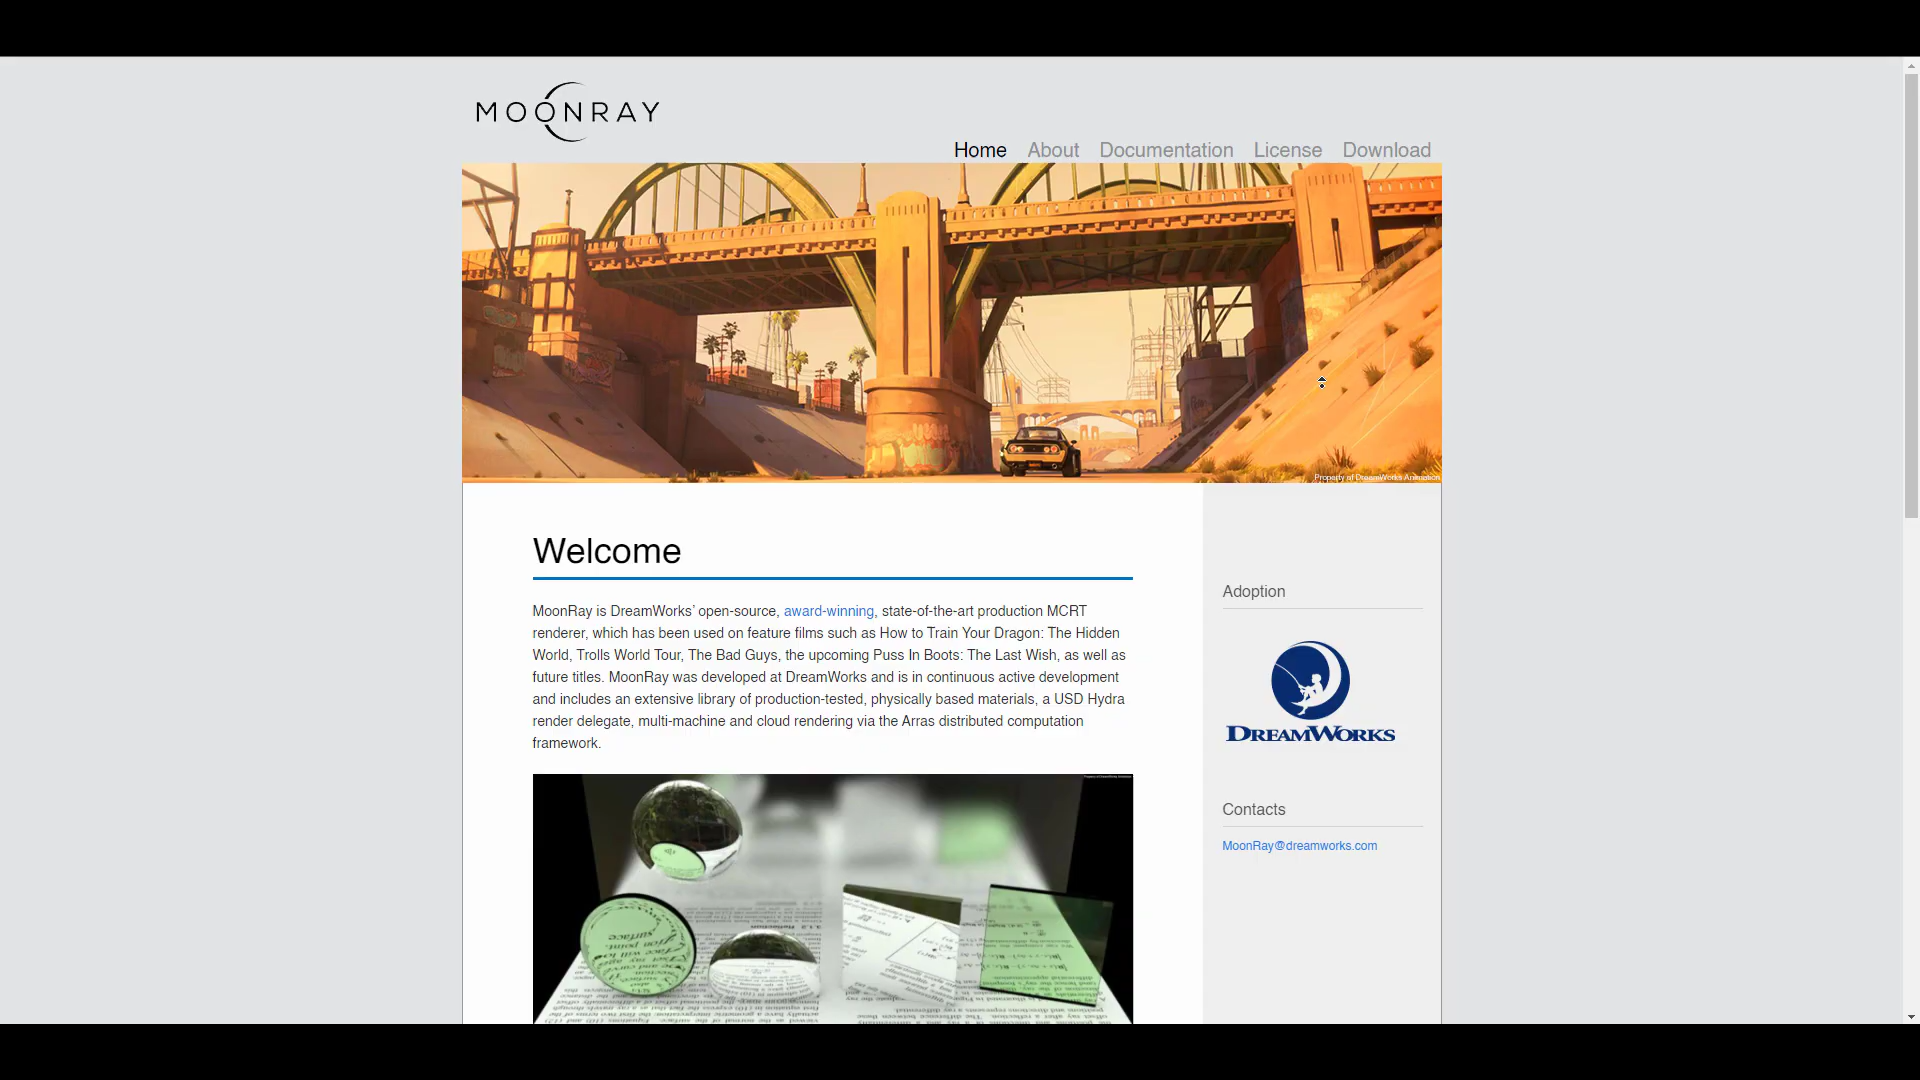 MOONRAY
Home About Documentation License Download
Property of DreamWorks Animation
Welcome
MoonRay is DreamWorks’ open-source, award-winning, state-of-the-art production MCRT
renderer, which has been used on feature films such as How to Train Your Dragon: The Hidden
World, Trolls World Tour, The Bad Guys, the upcoming Puss In Boots: The Last Wish, as well as
future titles. MoonRay was developed at DreamWorks and is in continuous active development
and includes an extensive library of production-tested, physically based materials, a USD Hydra
render delegate, multi-machine and cloud rendering via the Arras distributed computation
framework.
Adoption
DREAMWORKS
Contacts
MoonRay@dreamworks.com